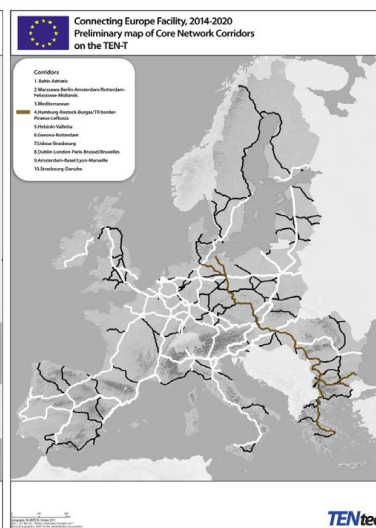 Connecting Europe Facility, 2014-2020
Preliminary map of Core Network Corridors
on the TEN-T
Corridors
1. Baltic-Adriatic
2.Warszawa-Berlin-Amsterdam/Rotterdam-
Felixstowe-Midlands
3.Mediterranean
4.Hamburg-Rostock-Burgas/TR border-
Piraeus-Lefkosia
5.Helsinki-Valletta
6.Genova-Rotterdam
7.Lisboa-Strasbourg
8.Dublin-London-Paris-Brussel/Bruxelles
9.Amsterdam-Basel/Lyon-Marseille
10.Strasbourg-Danube
TENtec